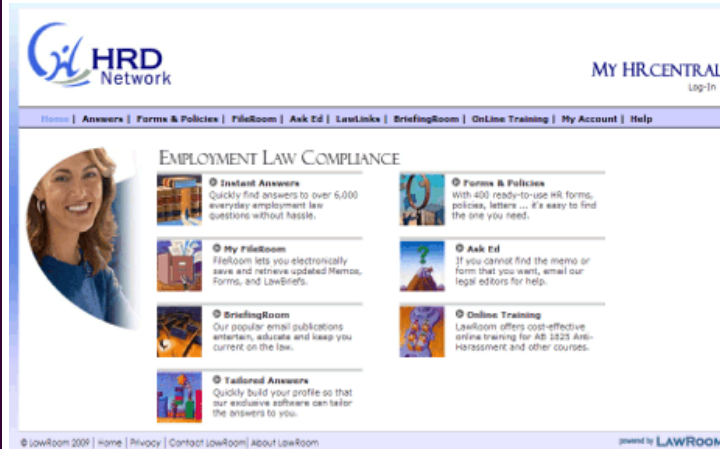 HRD
Network
MY HRCENTRAL
Log-In
Home | Answers | Forms & Policies | FileRoom | Ask Ed | LawLinks | BriefingRoom | OnLine Training | My Account | Help
EMPLOYMENT LAW COMPLIANCE
Instant Answers
Quickly find answers to over 6,000
everyday employment law
questions without hassle.
Forms & Policies
With 400 ready-to-use HR forms,
policies, letters ... it's easy to find
the one you need.
My FileRoom
FileRoom lets you electronically
save and retrieve updated Memos,
Forms, and LawBriefs.
Ask Ed
If you cannot find the memo or
form that you want, email our
legal editors for help.
BriefingRoom
Our popular email publications
entertain, educate and keep you
current on the law.
Online Training
LawRoom offers cost-effective
online training for AB 1825 Anti-
Harassment and other courses.
Tailored Answers
Quickly build your profile so that
our exclusive software can tailor
the answers to you.
© LawRoom 2009 | Home | Privacy | Contact LawRoom| About LawRoom
powered by LAWROOM